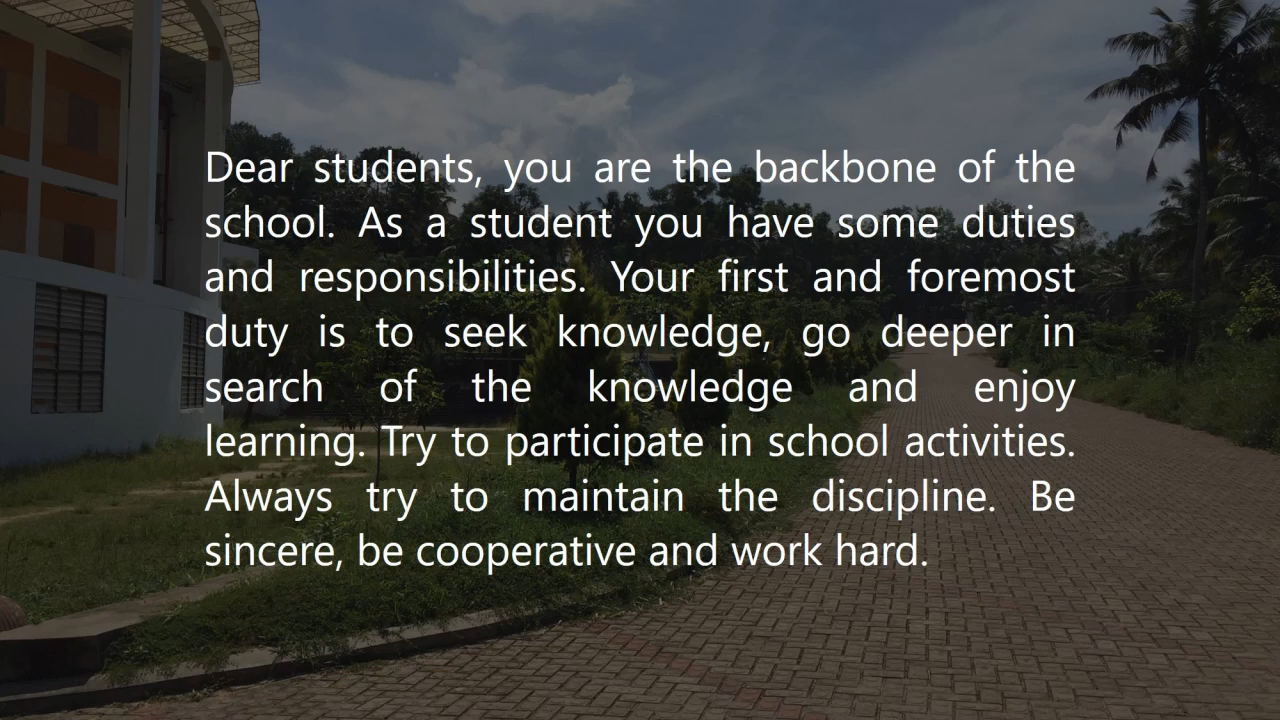 Dear students, you are the backbone of the
school. As a student you have some duties
and responsibilities. Your first and foremost
duty is to seek knowledge, go deeper in
search of the knowledge and enjoy
learning. Try to participate in school activities.
Always try to maintain the discipline. Be
sincere, be cooperative and work hard.